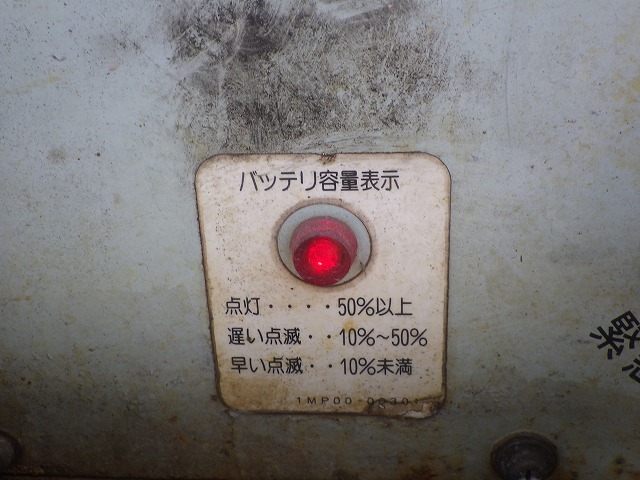 バッテリ容量表示
点灯・・・・50%以上
遅い点滅・・10%～50%
早い点滅・・10%未満